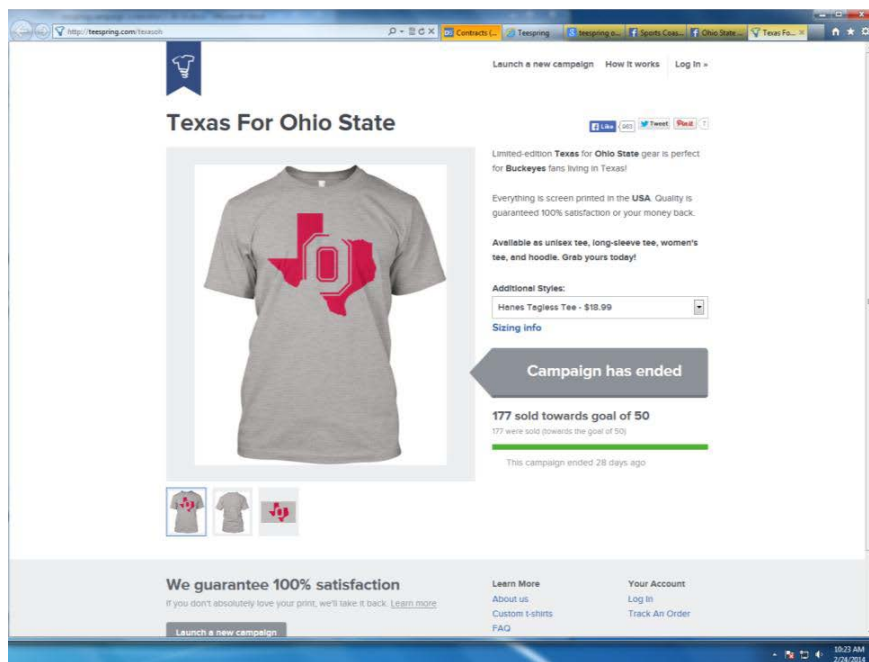 http://teespring.com/texasoh
Contracts (...
Teespring
teespring o...
Sports Coas...
Ohio State ...
Texas Fo...
Launch a new campaign How it works Log In »
Texas For Ohio State
Like
Tweet
Pin it
Limited-edition Texas for Ohio State gear is perfect
for Buckeyes fans living in Texas!
Everything is screen printed in the USA. Quality is
guaranteed 100% satisfaction or your money back.
Available as unisex tee, long-sleeve tee, women's
tee, and hoodie. Grab yours today!
Additional Styles:
Hanes Tagless Tee - $18.99
Sizing info
Campaign has ended
177 sold towards goal of 50
177 were sold (towards the goal of 50)
This campaign ended 28 days ago
O
We guarantee 100% satisfaction
If you don't absolutely love your print, we'll take it back. Learn more
Launch a new campaign
Learn More
About us
Custom t-shirts
FAQ
Your Account
Log In
Track An Order
10:23 AM
2/24/2014